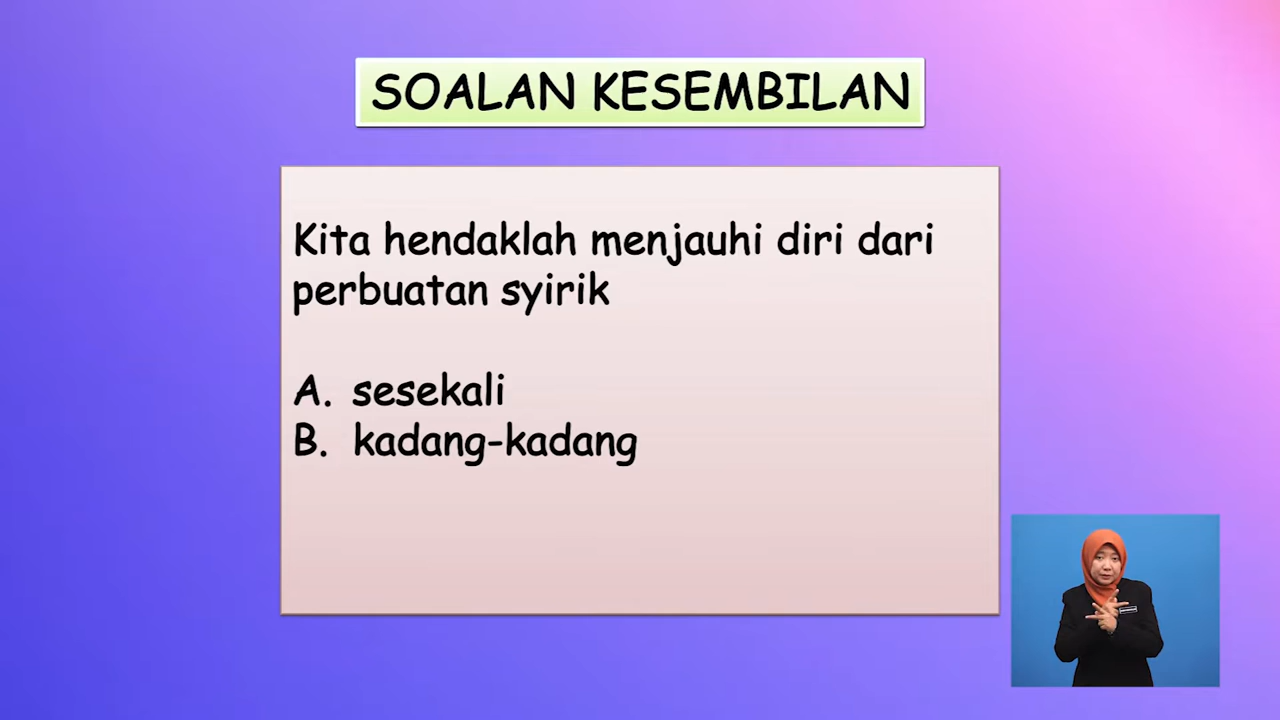 SOALAN KESEMBILAN
Kita hendaklah menjauhi diri dari
perbuatan syirik
A. sesekali
B. kadang-kadang